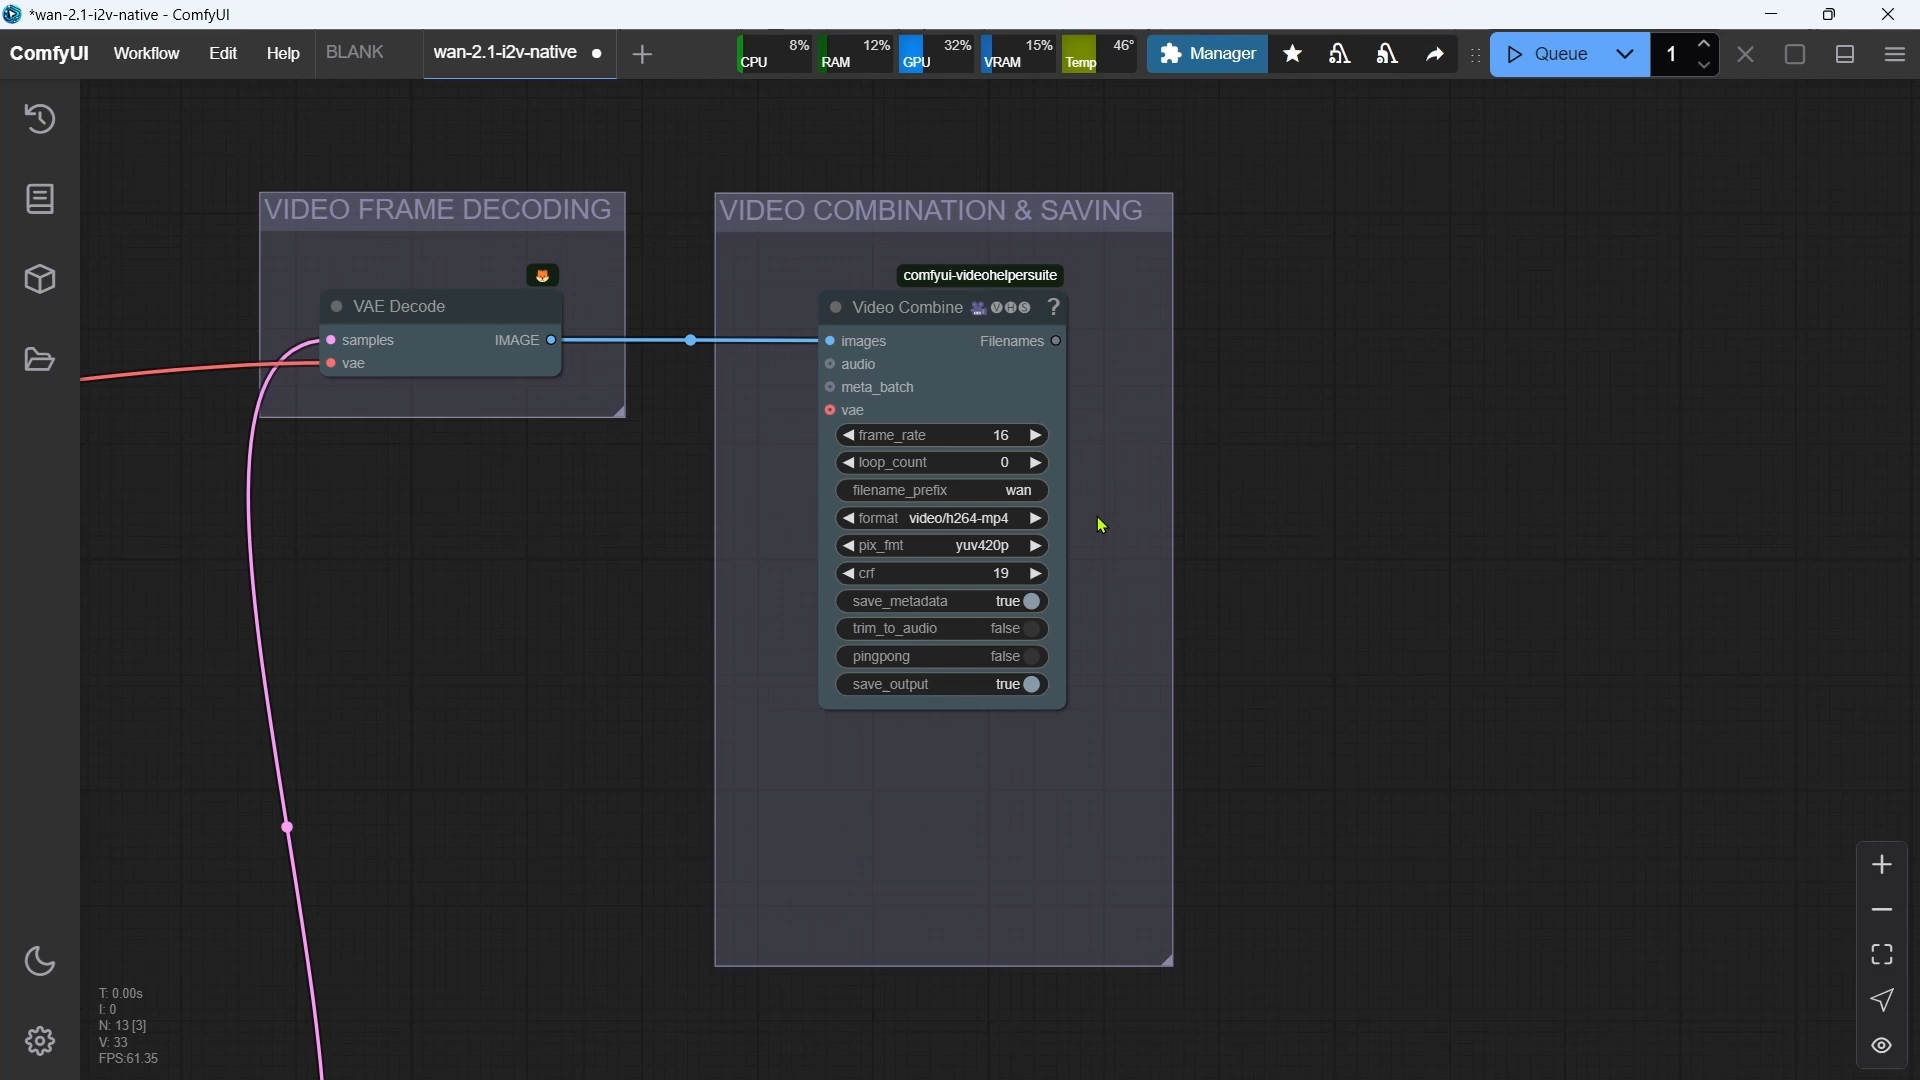 *wan-2.1-i2v-native - ComfyUI
ComfyUI Workflow Edit Help BLANK wan-2.1-i2v-native
CPU 8% RAM 12% GPU 32% VRAM 15% Temp 46°
Manager
Queue 1
VIDEO FRAME DECODING
VAE Decode
samples IMAGE
vae
VIDEO COMBINATION & SAVING
comfyui-videohelpersuite
Video Combine VHS ?
images Filenames
audio
meta_batch
vae
frame_rate 16
loop_count 0
filename_prefix wan
format video/h264-mp4
pix_fmt yuv420p
crf 19
save_metadata true
trim_to_audio false
pingpong false
save_output true
T: 0.00s
I: 0
N: 13 [3]
V: 33
FPS:61.35